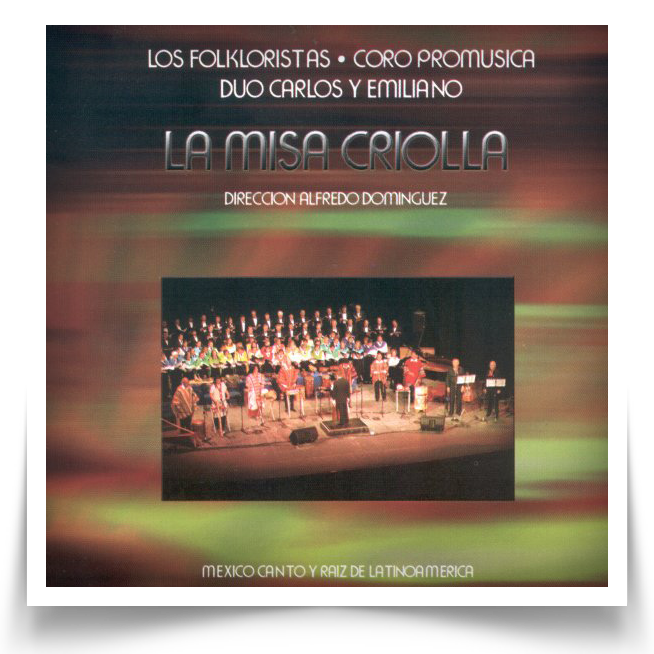 LOS FOLKLORISTAS • CORO PROMUSICA
DUO CARLOS Y EMILIANO
LA MISA CRIOLLA
DIRECCION ALFREDO DOMINGUEZ
MEXICO CANTO Y RAIZ DE LATINOAMERICA